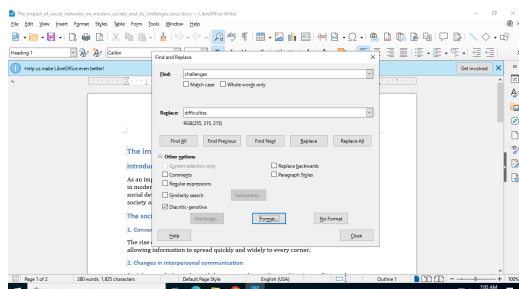 The_impact_of_social_networks_on_modern_society_and_its_challenges.docx — LibreOffice Writer
File Edit View Insert Format Styles Table Form Tools Window Help
Heading 1 Calibri
Help us make LibreOffice even better! Get involved
Find and Replace
Find: challenges
Match case Whole words only
Replace: difficulties
RGB(255, 215, 215)
Find All Find Previous Find Next Replace Replace All
Other options
Current selection only Replace backwards
Comments Paragraph Styles
Regular expressions
Similarity search Similarities...
Diacritic-sensitive
Attributes... Format... No Format
Help Close
The im
Introdu
As an imp
in moder
social de
society a
The soci
1. Conver
The rise
allowing information to spread quickly and widely to every corner.
2. Changes in interpersonal communication
Page 1 of 2 280 words, 1,825 characters Default Page Style English (USA) Outline 1 100%
7:05 AM